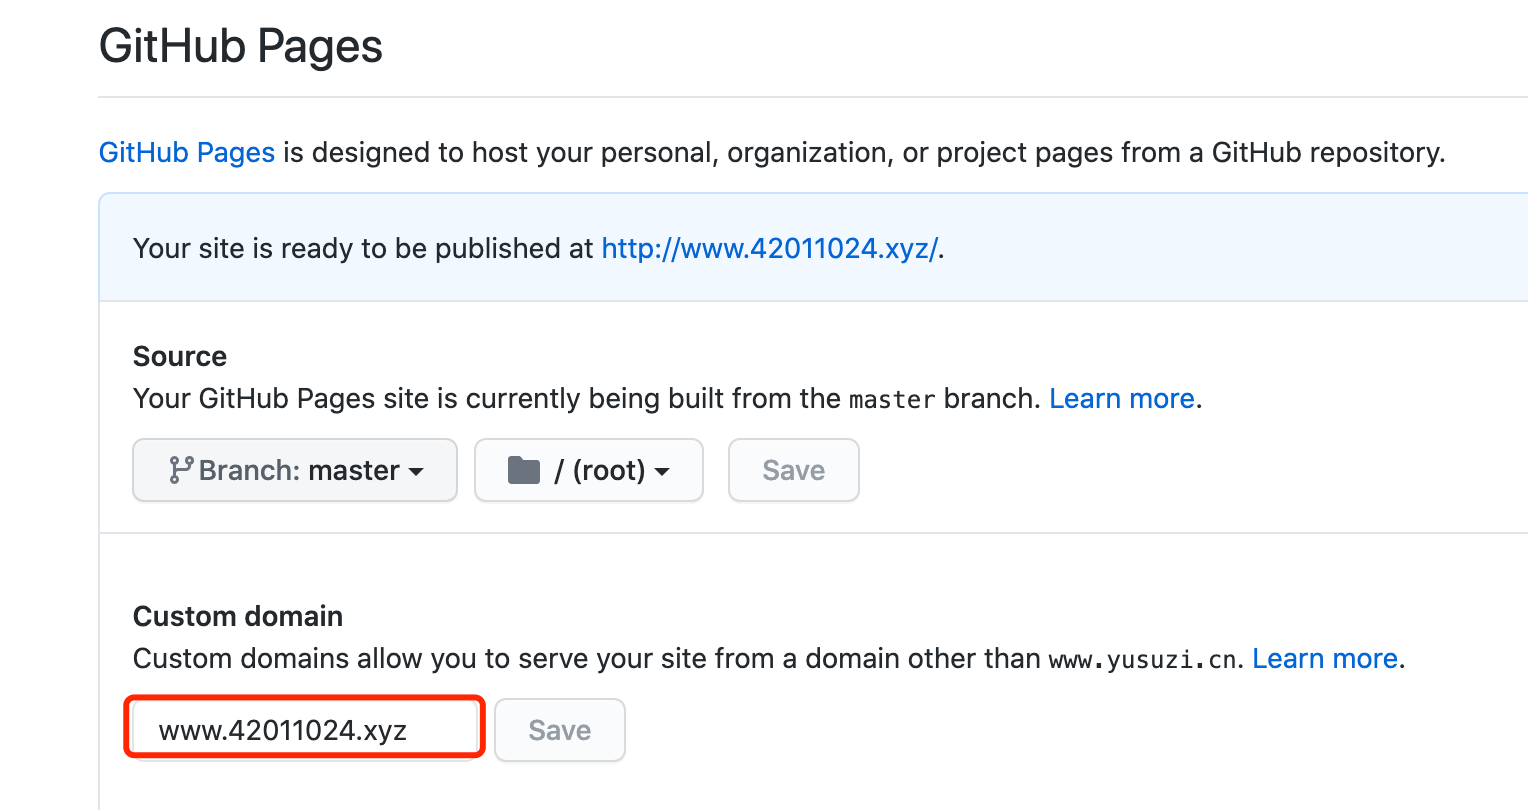 GitHub Pages
GitHub Pages is designed to host your personal, organization, or project pages from a GitHub repository.
Your site is ready to be published at http://www.42011024.xyz/.
Source
Your GitHub Pages site is currently being built from the master branch. Learn more.
Branch: master / (root) Save
Custom domain
Custom domains allow you to serve your site from a domain other than www.yusuzi.cn. Learn more.
www.42011024.xyz Save